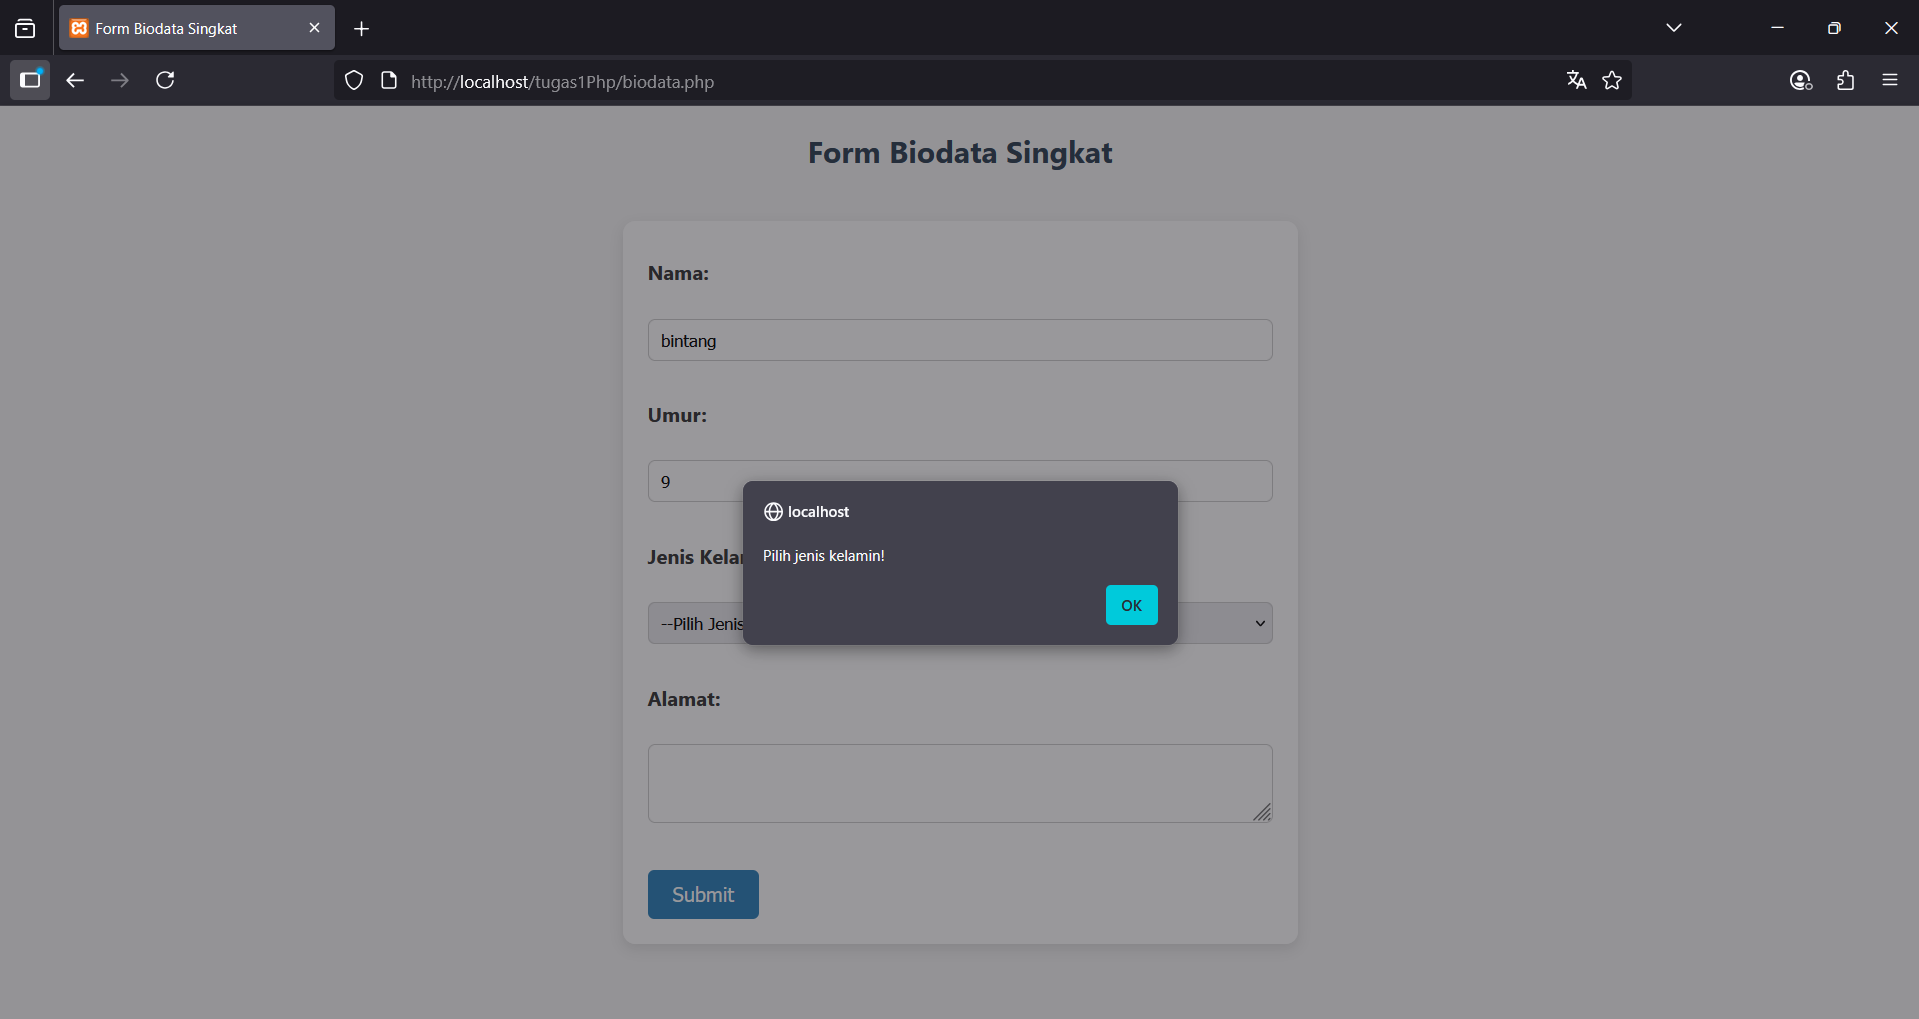 Form Biodata Singkat
http://localhost/tugas1Php/biodata.php
Form Biodata Singkat
Nama:
bintang
Umur:
9
localhost
Pilih jenis kelamin!
OK
Jenis
--Pilih Jenis
Alamat:
Submit